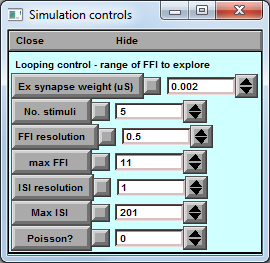 Simulation controls
Close Hide
Looping control - range of FFI to explore
Ex synapse weight (uS) 0.002
No. stimuli 5
FFI resolution 0.5
max FFI 11
ISI resolution 1
Max ISI 201
Poisson? 0